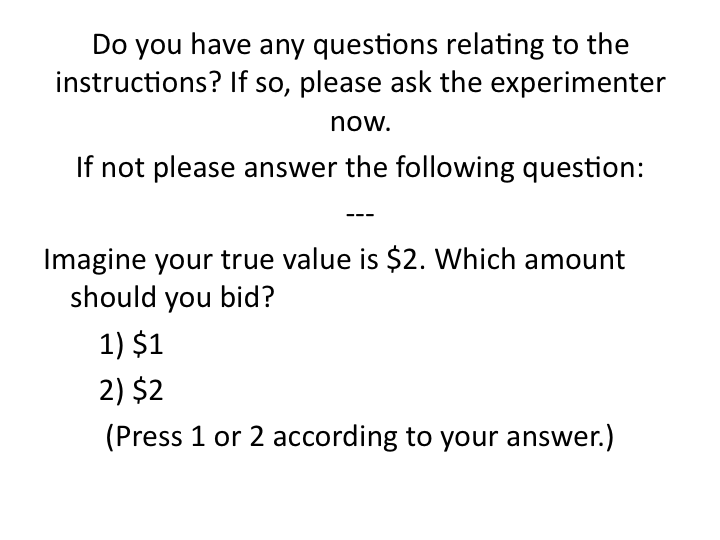 Do you have any questions relating to the
instructions? If so, please ask the experimenter
now.
If not please answer the following question:
---
Imagine your true value is $2. Which amount
should you bid?
1) $1
2) $2
(Press 1 or 2 according to your answer.)